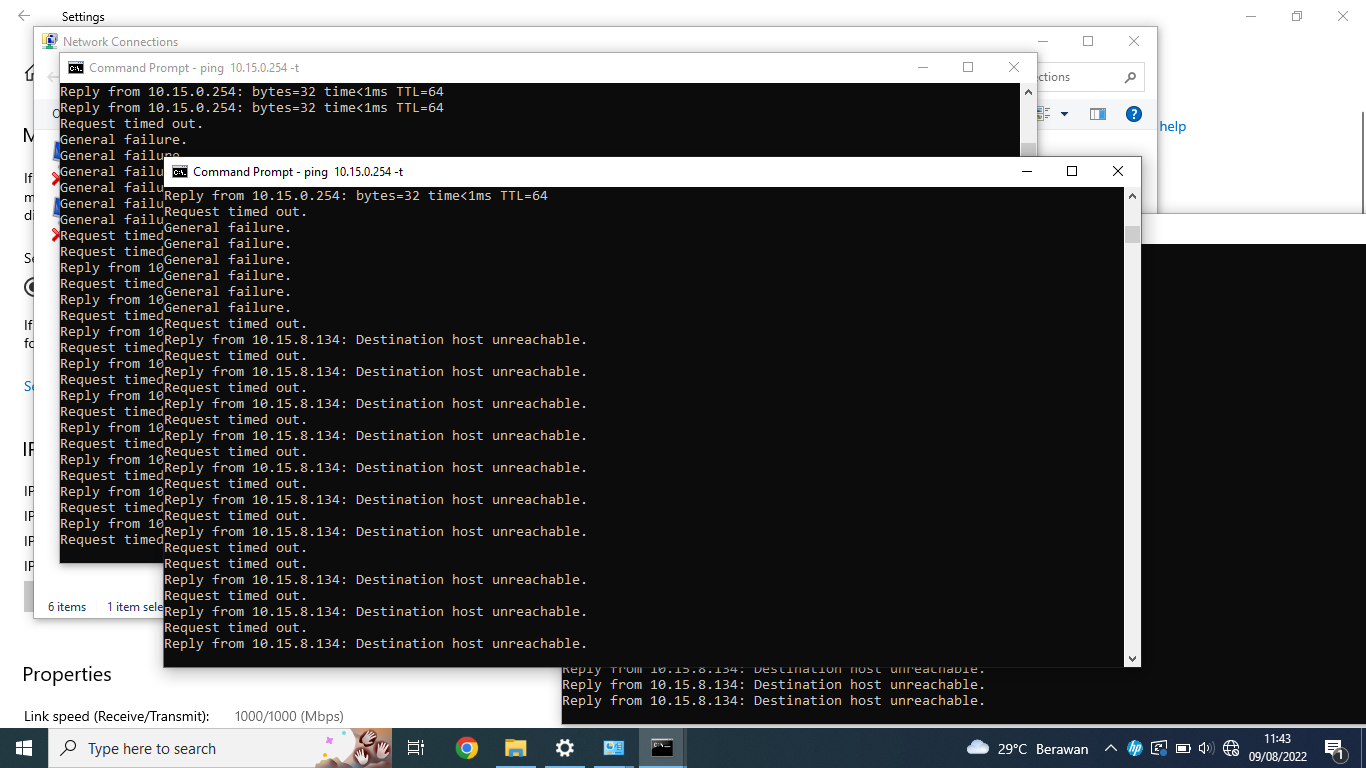 Settings
Network Connections
Command Prompt - ping 10.15.0.254 -t
ctions
Reply from 10.15.0.254: bytes=32 time<1ms TTL=64
Reply from 10.15.0.254: bytes=32 time<1ms TTL=64
Request timed out.
General failure.
General failure.
General failu
General failu
General failu
General failu
Request timed
Request timed
Reply from 10
Request timed
Reply from 10
Request timed
Reply from 10
Request timed
Reply from 10
Request timed
Reply from 10
Request timed
Reply from 10
Request timed
Reply from 10
Request timed
Reply from 10
Request timed
Reply from 10
Request timed
help
Command Prompt - ping 10.15.0.254 -t
Reply from 10.15.0.254: bytes=32 time<1ms TTL=64
Request timed out.
General failure.
General failure.
General failure.
General failure.
General failure.
General failure.
Request timed out.
Reply from 10.15.8.134: Destination host unreachable.
Request timed out.
Reply from 10.15.8.134: Destination host unreachable.
Request timed out.
Reply from 10.15.8.134: Destination host unreachable.
Request timed out.
Reply from 10.15.8.134: Destination host unreachable.
Request timed out.
Reply from 10.15.8.134: Destination host unreachable.
Request timed out.
Reply from 10.15.8.134: Destination host unreachable.
Request timed out.
Reply from 10.15.8.134: Destination host unreachable.
Request timed out.
Request timed out.
Reply from 10.15.8.134: Destination host unreachable.
Request timed out.
Reply from 10.15.8.134: Destination host unreachable.
Request timed out.
Reply from 10.15.8.134: Destination host unreachable.
If
m
di
If
fo
IP
IP
IP
IP
6 items 1 item sele
Reply from 10.15.8.134: Destination host unreachable.
Reply from 10.15.8.134: Destination host unreachable.
Reply from 10.15.8.134: Destination host unreachable.
Properties
Link speed (Receive/Transmit): 1000/1000 (Mbps)
Type here to search
29°C Berawan
11:43
09/08/2022
1